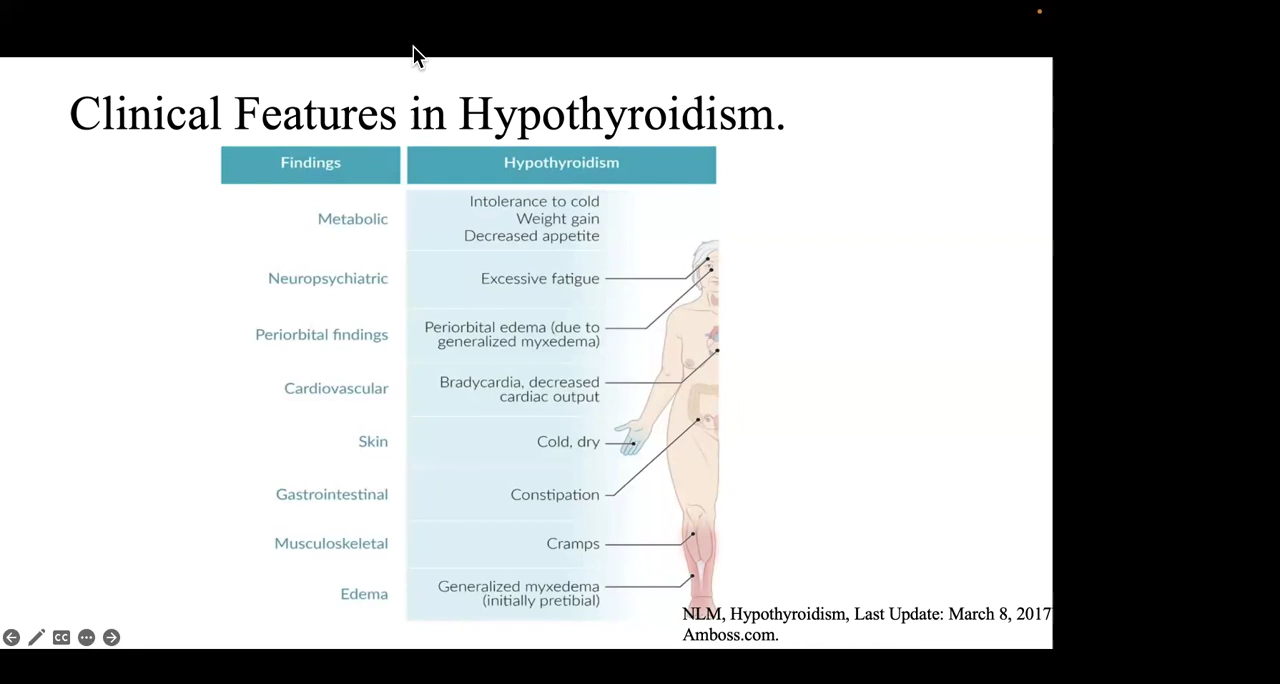 Clinical Features in Hypothyroidism.
Findings
Hypothyroidism
Metabolic
Intolerance to cold
Weight gain
Decreased appetite
Neuropsychiatric
Excessive fatigue
Periorbital findings
Periorbital edema (due to
generalized myxedema)
Cardiovascular
Bradycardia, decreased
cardiac output
Skin
Cold, dry
Gastrointestinal
Constipation
Musculoskeletal
Cramps
Edema
Generalized myxedema
(initially pretibial)
NLM, Hypothyroidism, Last Update: March 8, 2017
Amboss.com.
CC